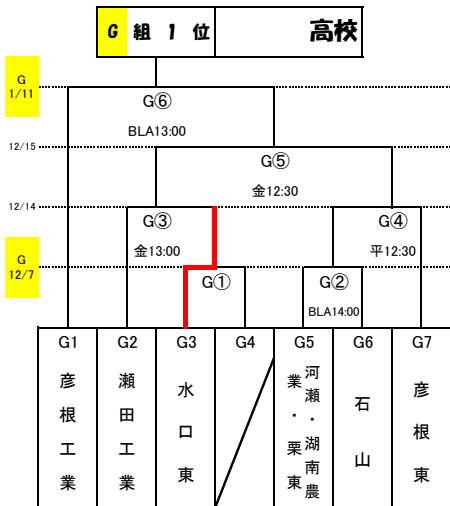 G 組 1 位 高校
G
1/11
G⑥
BLA13:00
12/15
G⑤
金12:30
12/14
G③
G④
金13:00
平12:30
G
12/7
G①
G②
BLA14:00
G1 G2 G3 G4 G5 G6 G7
彦根工業
瀬田工業
水口東
河瀬・湖南農
業・栗東
石山
彦根東